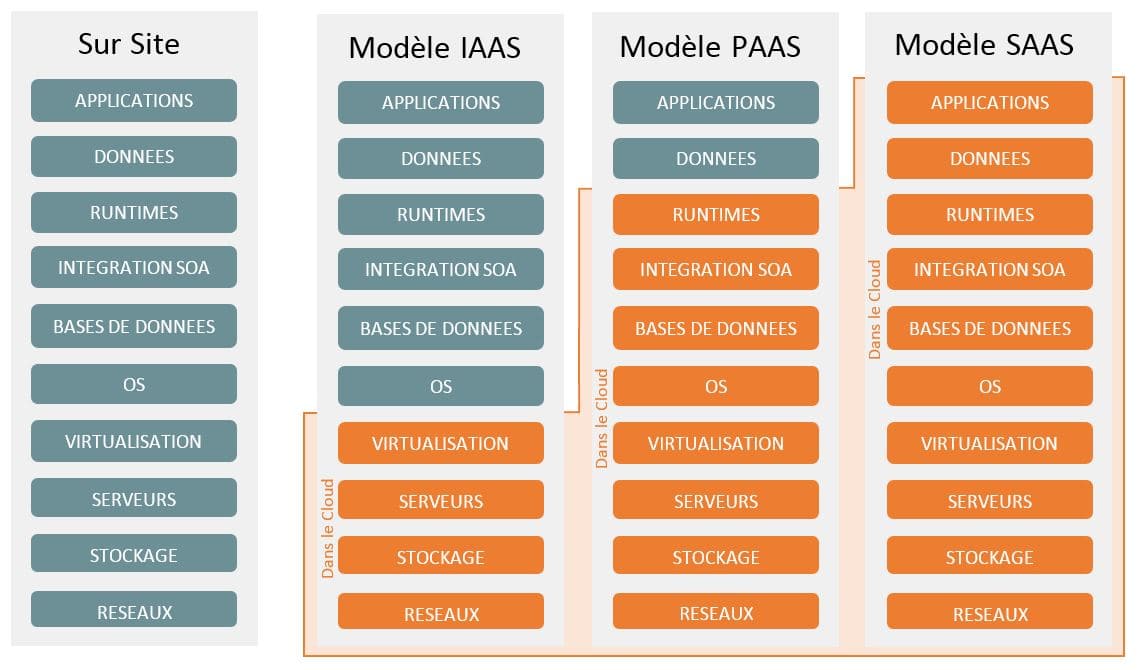 Sur Site
APPLICATIONS
DONNEES
RUNTIMES
INTEGRATION SOA
BASES DE DONNEES
OS
VIRTUALISATION
SERVEURS
STOCKAGE
RESEAUX
Modèle IAAS
APPLICATIONS
DONNEES
RUNTIMES
INTEGRATION SOA
BASES DE DONNEES
OS
VIRTUALISATION
SERVEURS
STOCKAGE
RESEAUX
Dans le Cloud
Modèle PAAS
APPLICATIONS
DONNEES
RUNTIMES
INTEGRATION SOA
BASES DE DONNEES
OS
VIRTUALISATION
SERVEURS
STOCKAGE
RESEAUX
Dans le Cloud
Modèle SAAS
APPLICATIONS
DONNEES
RUNTIMES
INTEGRATION SOA
BASES DE DONNEES
OS
VIRTUALISATION
SERVEURS
STOCKAGE
RESEAUX
Dans le Cloud